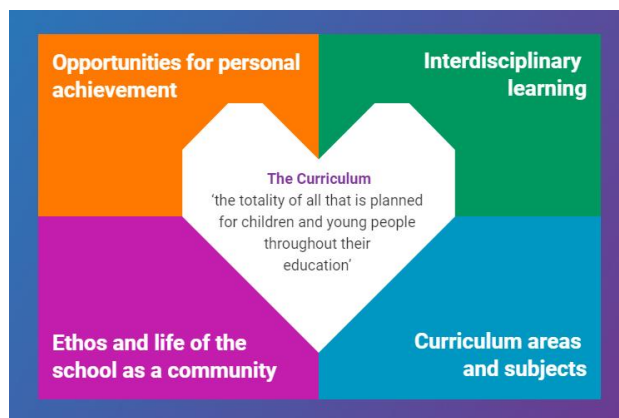 Opportunities for personal
achievement
Interdisciplinary
learning
The Curriculum
‘the totality of all that is planned
for children and young people
throughout their
education’
Ethos and life of the
school as a community
Curriculum areas
and subjects